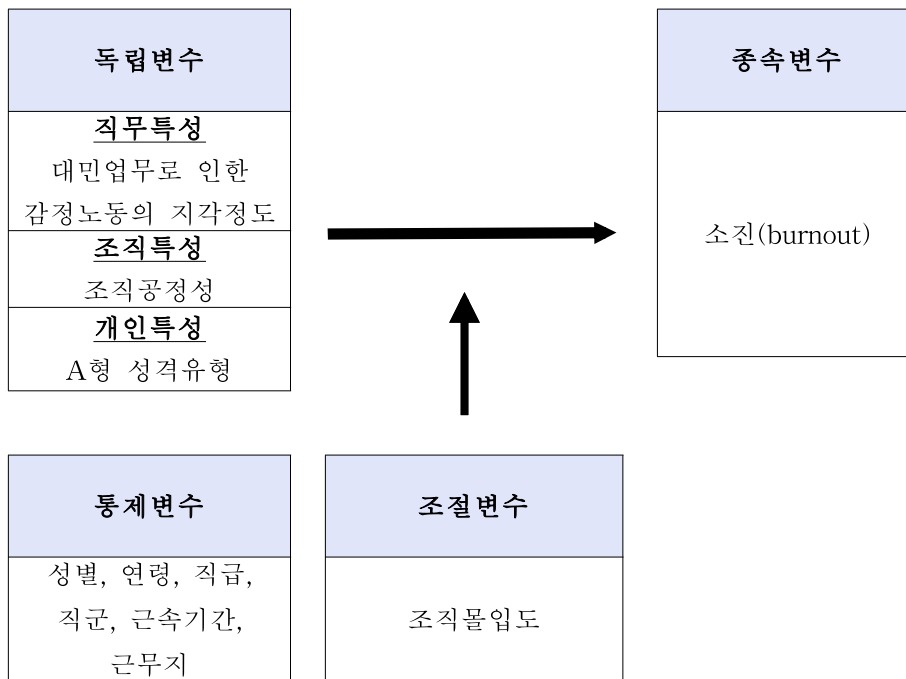 독립변수
직무특성
대민업무로 인한
감정노동의 지각정도
조직특성
조직공정성
개인특성
A형 성격유형
종속변수
소진(burnout)
통제변수
성별, 연령, 직급,
직군, 근속기간,
근무지
조절변수
조직몰입도